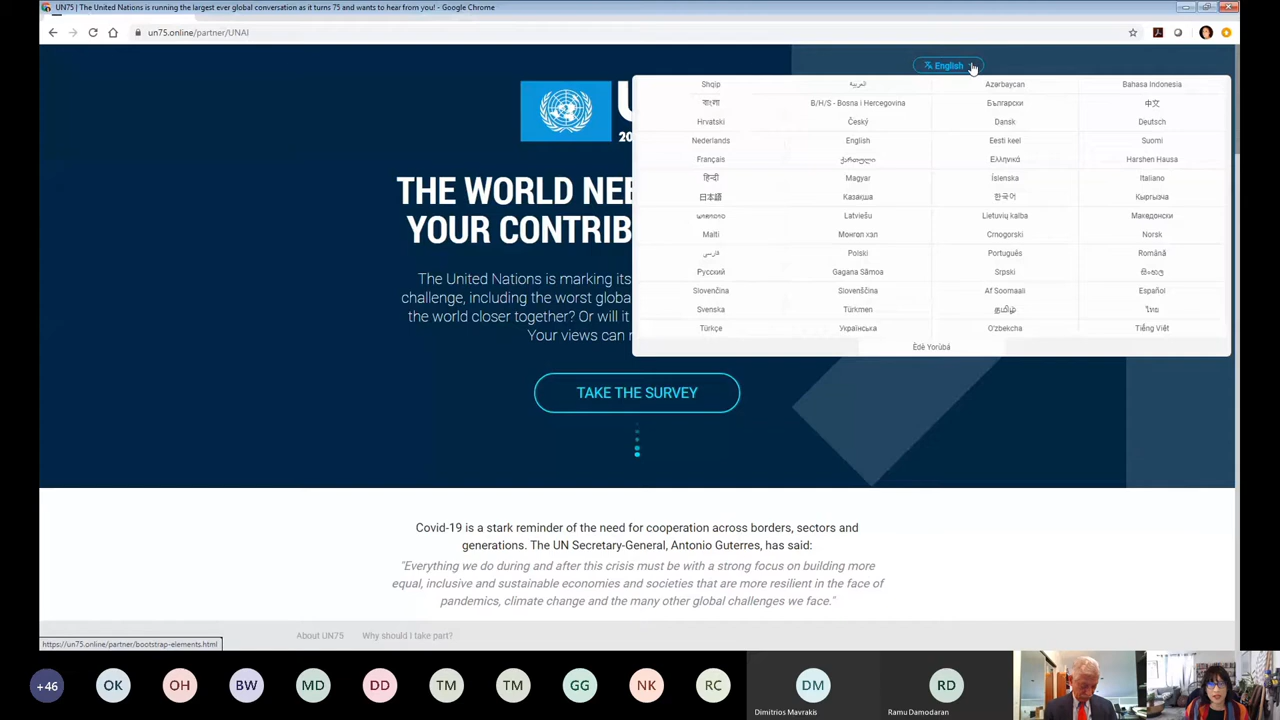 UN75 | The United Nations is running the largest ever global conversation as it turns 75 and wants to hear from you! - Google Chrome
un75.online/partner/UNAI
English
U
20
Shqip العربية Azərbaycan Bahasa Indonesia
বাংলা B/H/S - Bosna i Hercegovina Български 中文
Hrvatski Český Dansk Deutsch
Nederlands English Eesti keel Suomi
Français ქართული Ελληνικά Harshen Hausa
हिन्दी Magyar Íslenska Italiano
日本語 Казақша 한국어 Кыргызча
Latviešu Lietuvių kalba Македонски
Malti Монгол хэл Crnogorski Norsk
فارسی Polski Português Română
Русский Gagana Sāmoa Srpski සිංහල
Slovenčina Slovenščina Af Soomaali Español
Svenska Türkmen தமிழ் ไทย
Türkçe Українська O'zbekcha Tiếng Việt
Èdè Yorùbá
THE WORLD NEE
YOUR CONTRIB
The United Nations is marking its
challenge, including the worst globa
the world closer together? Or will it
Your views can r
TAKE THE SURVEY
Covid-19 is a stark reminder of the need for cooperation across borders, sectors and
generations. The UN Secretary-General, Antonio Guterres, has said:
"Everything we do during and after this crisis must be with a strong focus on building more
equal, inclusive and sustainable economies and societies that are more resilient in the face of
pandemics, climate change and the many other global challenges we face."
About UN75 Why should I take part?
https://un75.online/partner/bootstrap-elements.html
+46 OK OH BW MD DD TM TM GG NK RC DM RD
Dimitrios Mavrakis Ramu Damodaran